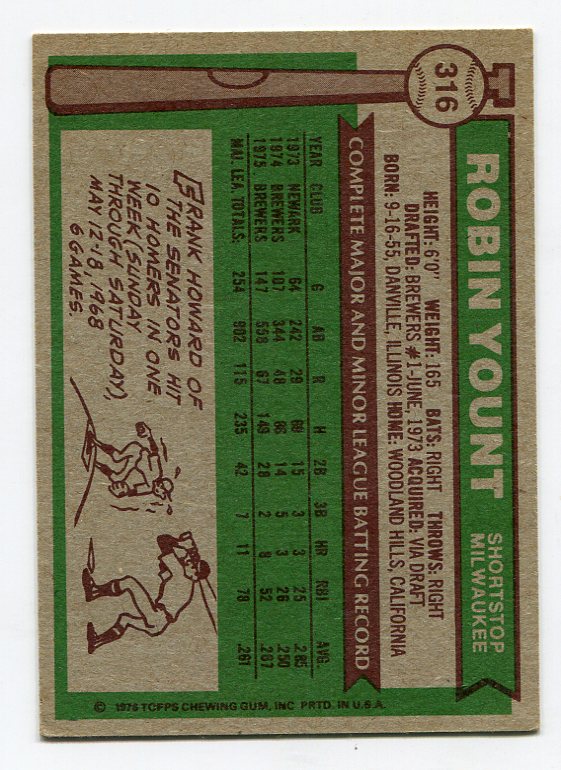 316
ROBIN YOUNT
SHORTSTOP
MILWAUKEE
HEIGHT: 6'0" WEIGHT: 165 BATS: RIGHT THROWS: RIGHT
DRAFTED: BREWERS #1-JUNE, 1973 ACQUIRED: VIA DRAFT
BORN: 9-16-55, DANVILLE, ILLINOIS HOME: WOODLAND HILLS, CALIFORNIA
COMPLETE MAJOR AND MINOR LEAGUE BATTING RECORD
YEAR CLUB G AB R H 2B 3B HR RBI AVG.
1973 NEWARK 64 242 29 69 15 3 3 25 .285
1974 BREWERS 107 344 48 86 14 5 3 26 .250
1975 BREWERS 147 558 67 149 28 2 8 52 .267
MAJ. LEA. TOTALS: 254 902 115 235 42 7 11 78 .261
FRANK HOWARD OF
THE SENATORS HIT
10 HOMERS IN ONE
WEEK (SUNDAY
THROUGH SATURDAY),
MAY 12-18, 1968
6 GAMES.
© 1976 TOPPS CHEWING GUM, INC PRTD. IN U.S.A.